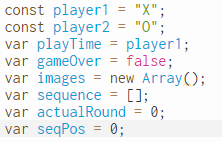 const player1 = "X";
const player2 = "O";
var playTime = player1;
var gameOver = false;
var images = new Array();
var sequence = [];
var actualRound = 0;
var seqPos = 0;